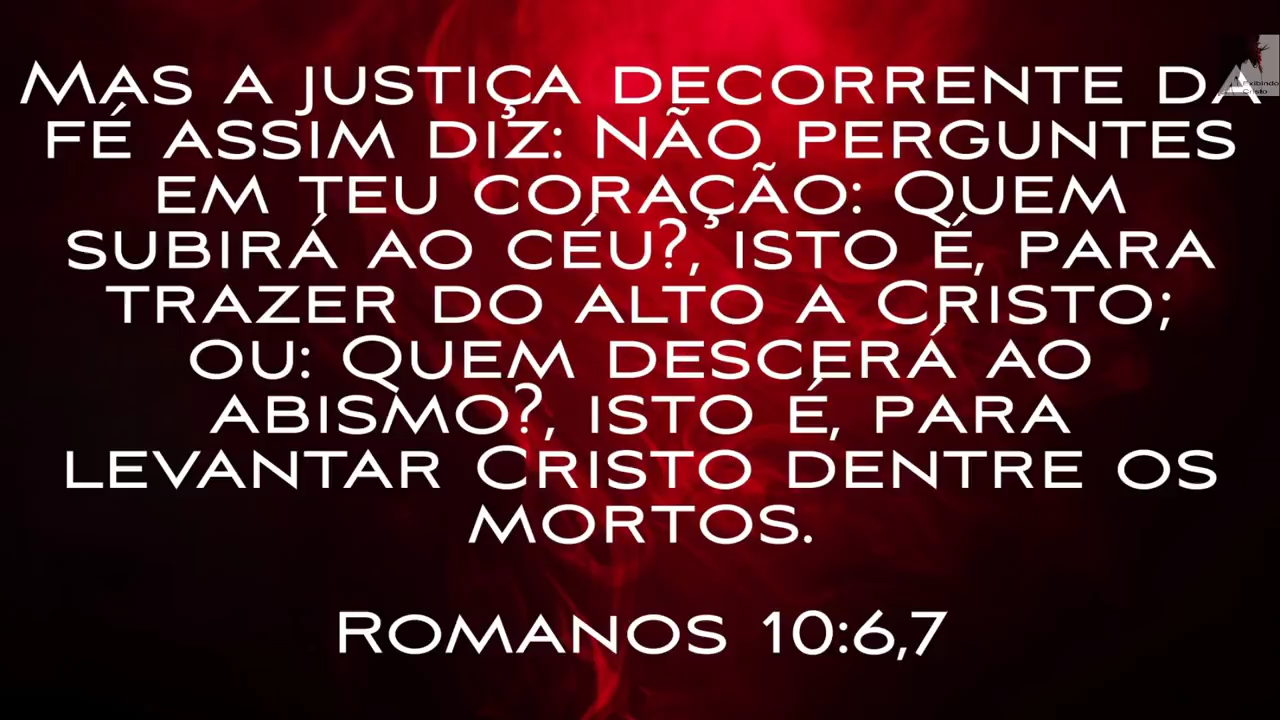 Mas a justiça decorrente da
fé assim diz: Não perguntes
em teu coração: Quem
subirá ao céu?, isto é, para
trazer do alto a Cristo;
ou: Quem descerá ao
abismo?, isto é, para
levantar Cristo dentre os
mortos.
Romanos 10:6,7
Exibindo
Cristo